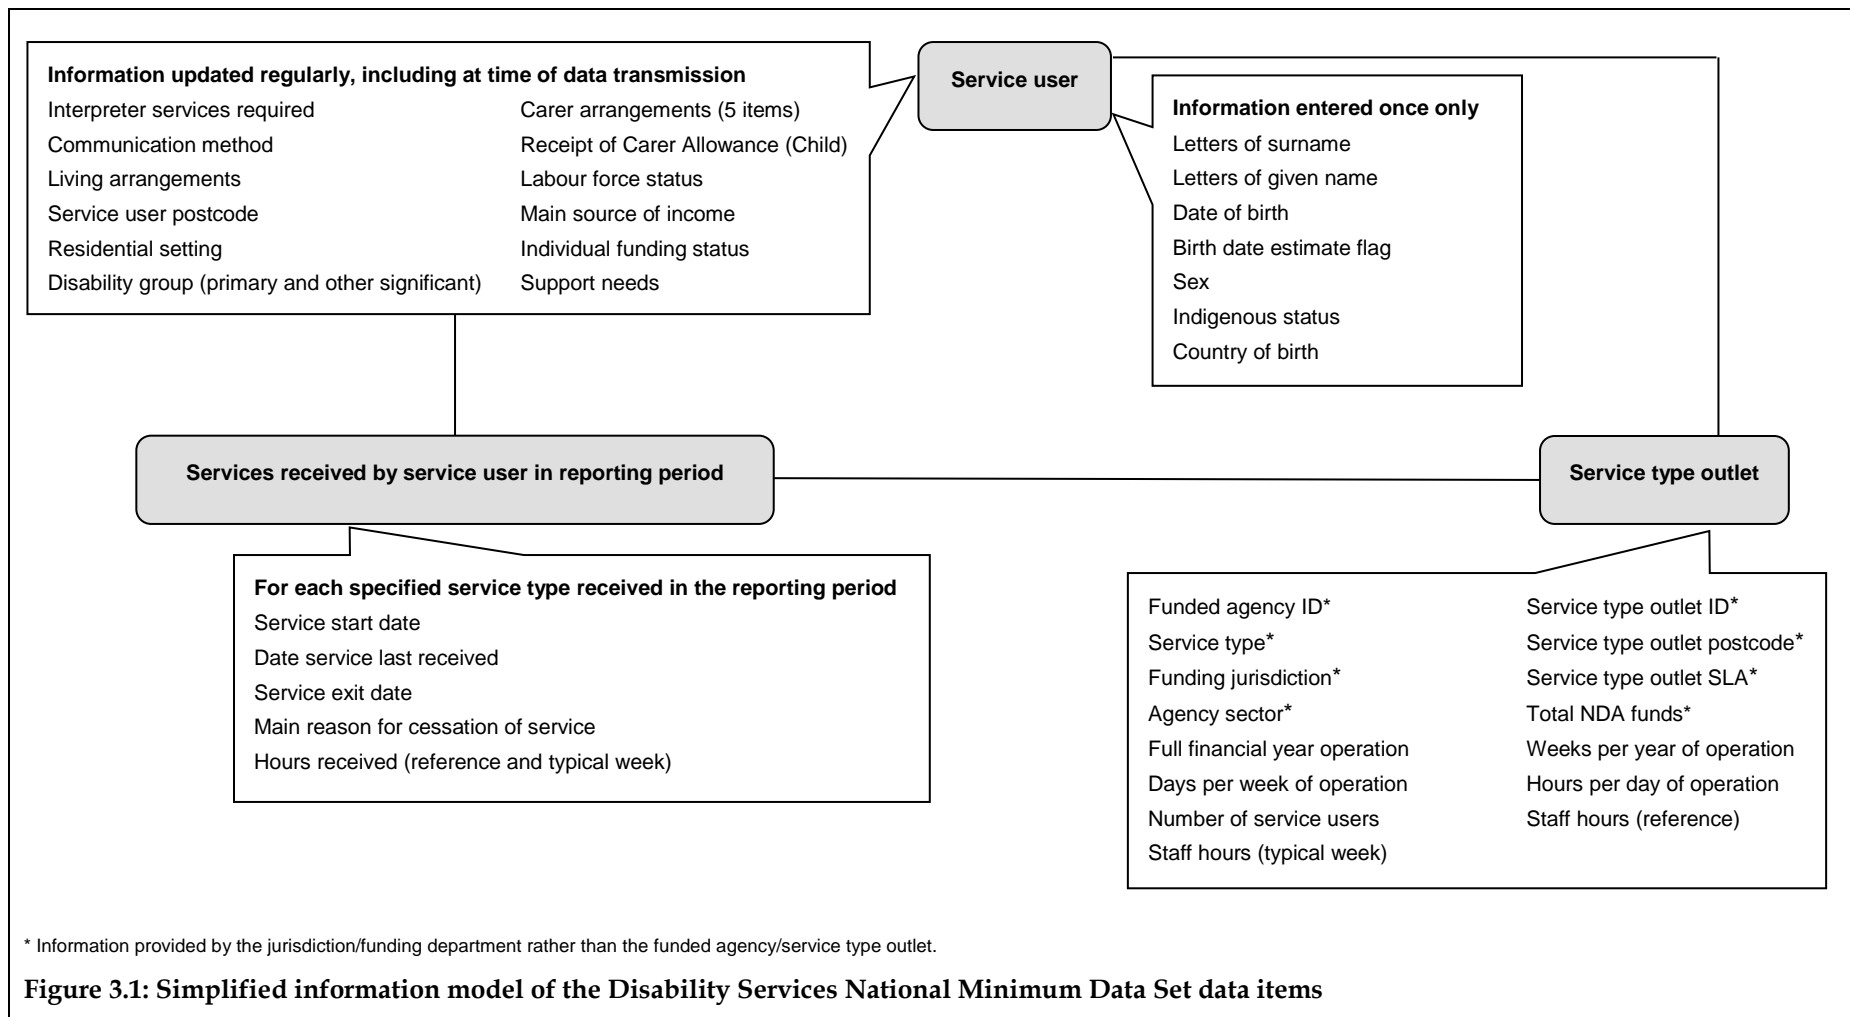 Service user
Information updated regularly, including at time of data transmission
Interpreter services required
Communication method
Living arrangements
Service user postcode
Residential setting
Disability group (primary and other significant)
Carer arrangements (5 items)
Receipt of Carer Allowance (Child)
Labour force status
Main source of income
Individual funding status
Support needs
Information entered once only
Letters of surname
Letters of given name
Date of birth
Birth date estimate flag
Sex
Indigenous status
Country of birth
Services received by service user in reporting period
Service type outlet
For each specified service type received in the reporting period
Service start date
Date service last received
Service exit date
Main reason for cessation of service
Hours received (reference and typical week)
Funded agency ID*
Service type*
Funding jurisdiction*
Agency sector*
Full financial year operation
Days per week of operation
Number of service users
Staff hours (typical week)
Service type outlet ID*
Service type outlet postcode*
Service type outlet SLA*
Total NDA funds*
Weeks per year of operation
Hours per day of operation
Staff hours (reference)
* Information provided by the jurisdiction/funding department rather than the funded agency/service type outlet.
Figure 3.1: Simplified information model of the Disability Services National Minimum Data Set data items